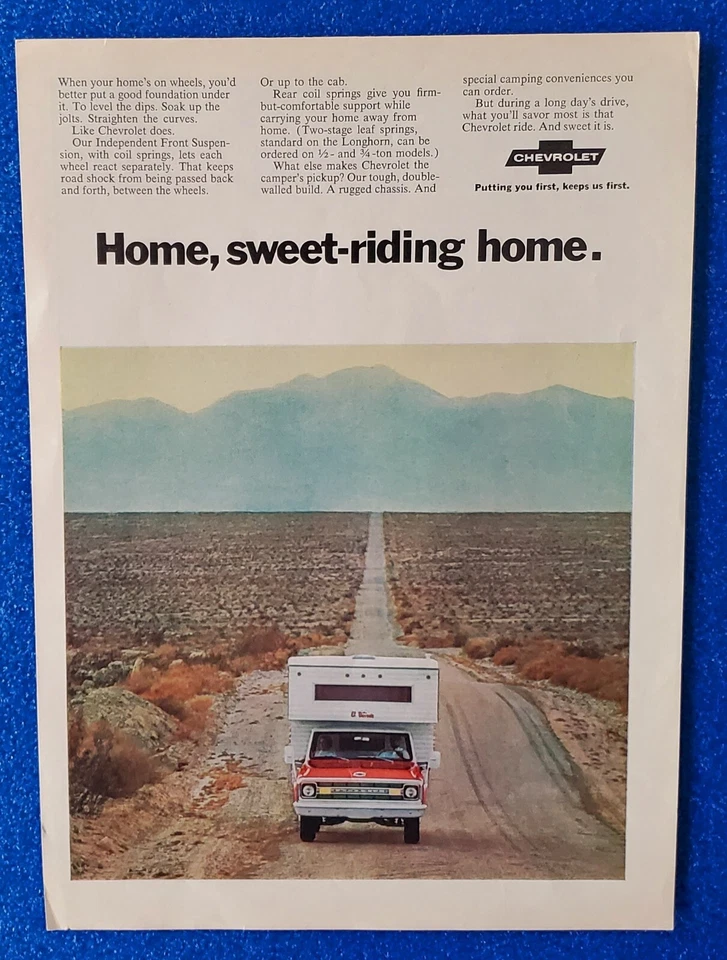 When your home's on wheels, you'd
better put a good foundation under
it. To level the dips. Soak up the
jolts. Straighten the curves.
Like Chevrolet does.
Our Independent Front Suspen-
sion, with coil springs, lets each
wheel react separately. That keeps
road shock from being passed back
and forth, between the wheels.
Or up to the cab.
Rear coil springs give you firm-
but-comfortable support while
carrying your home away from
home. (Two-stage leaf springs,
standard on the Longhorn, can be
ordered on ½- and ¾-ton models.)
What else makes Chevrolet the
camper's pickup? Our tough, double-
walled build. A rugged chassis. And
special camping conveniences you
can order.
But during a long day's drive,
what you'll savor most is that
Chevrolet ride. And sweet it is.
CHEVROLET
Putting you first, keeps us first.
Home, sweet-riding home.
El
CHEVROLET